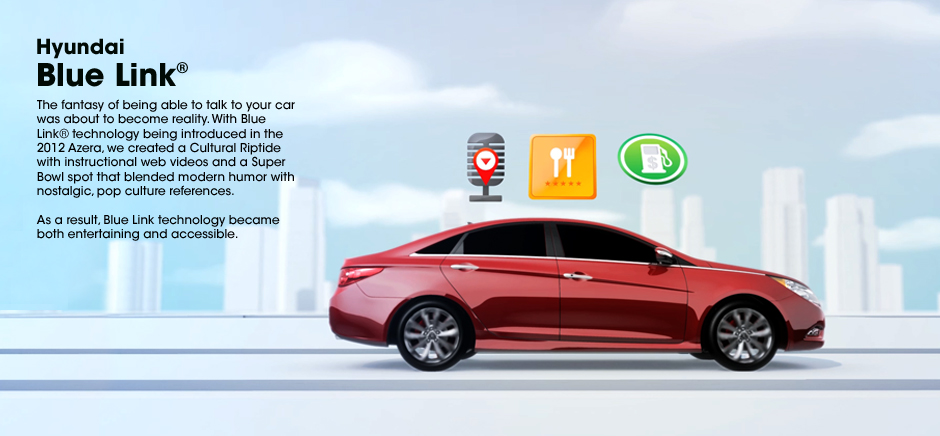 Hyundai
Blue Link®
The fantasy of being able to talk to your car
was about to become reality. With Blue
Link® technology being introduced in the
2012 Azera, we created a Cultural Riptide
with instructional web videos and a Super
Bowl spot that blended modern humor with
nostalgic, pop culture references.
As a result, Blue Link technology became
both entertaining and accessible.
$